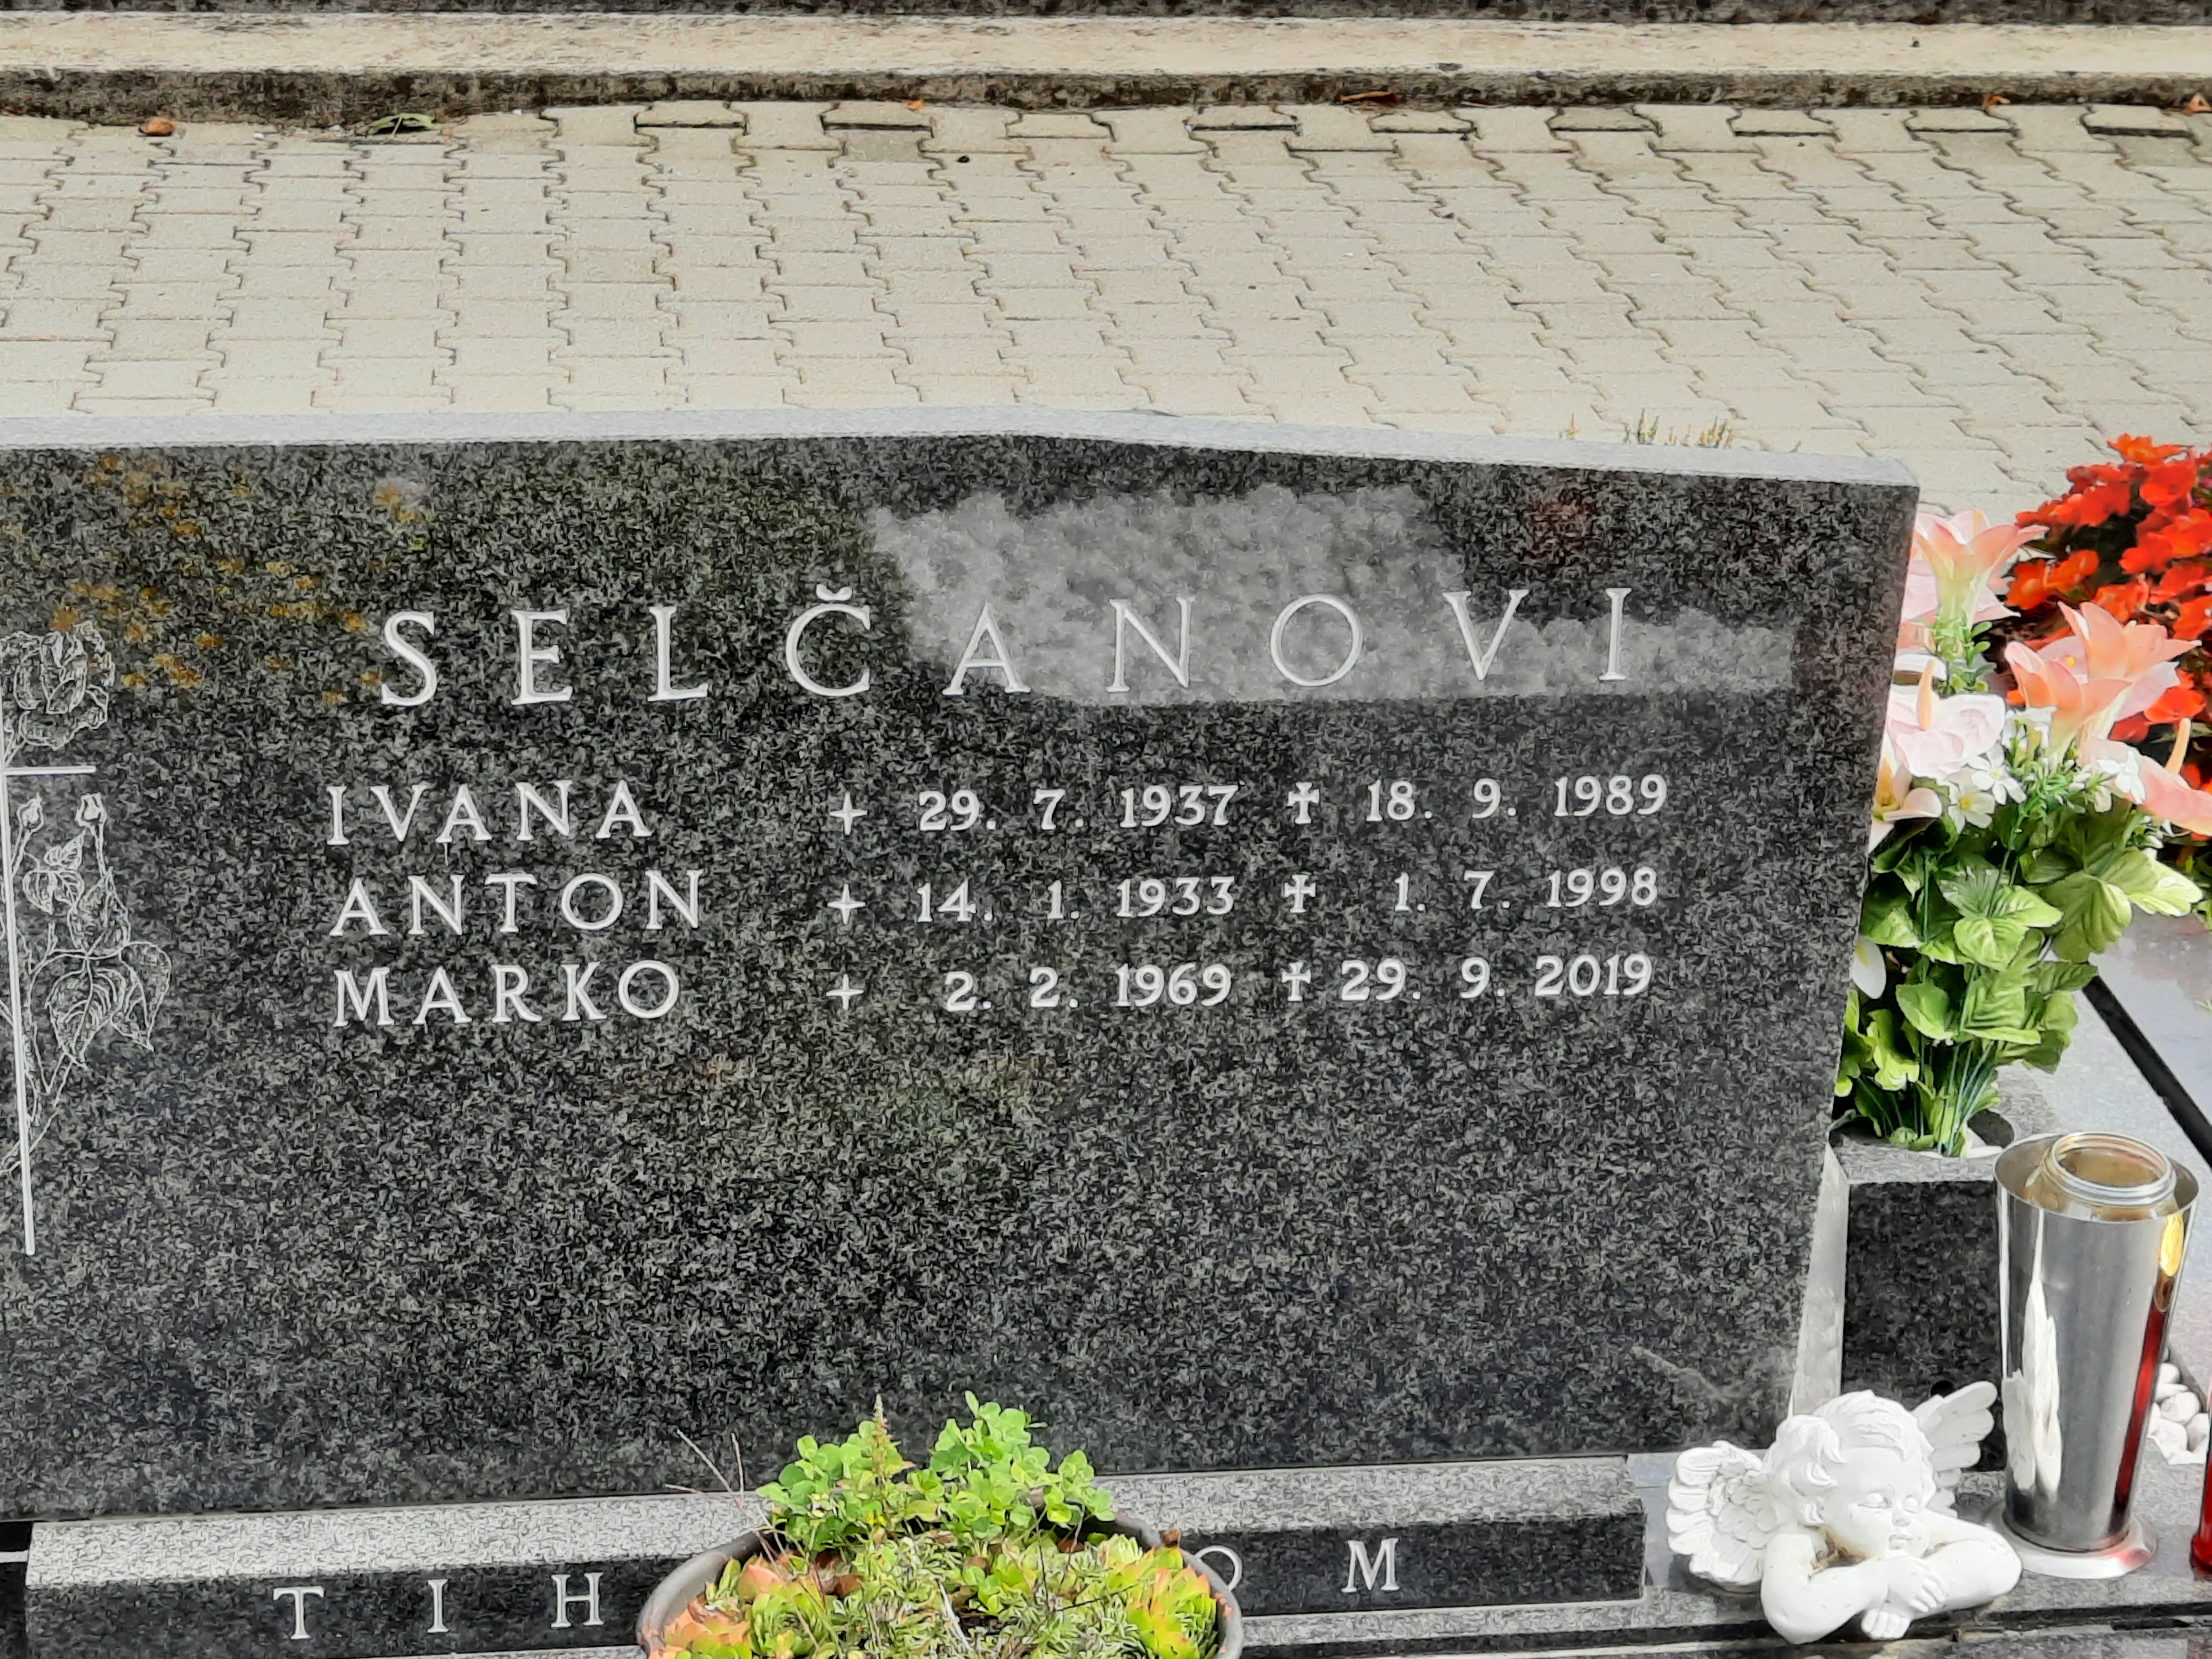 SELČANOVI
IVANA + 29. 7. 1937 ✝ 18. 9. 1989
ANTON + 14. 1. 1933 ✝ 1. 7. 1998
MARKO + 2. 2. 1969 ✝ 29. 9. 2019